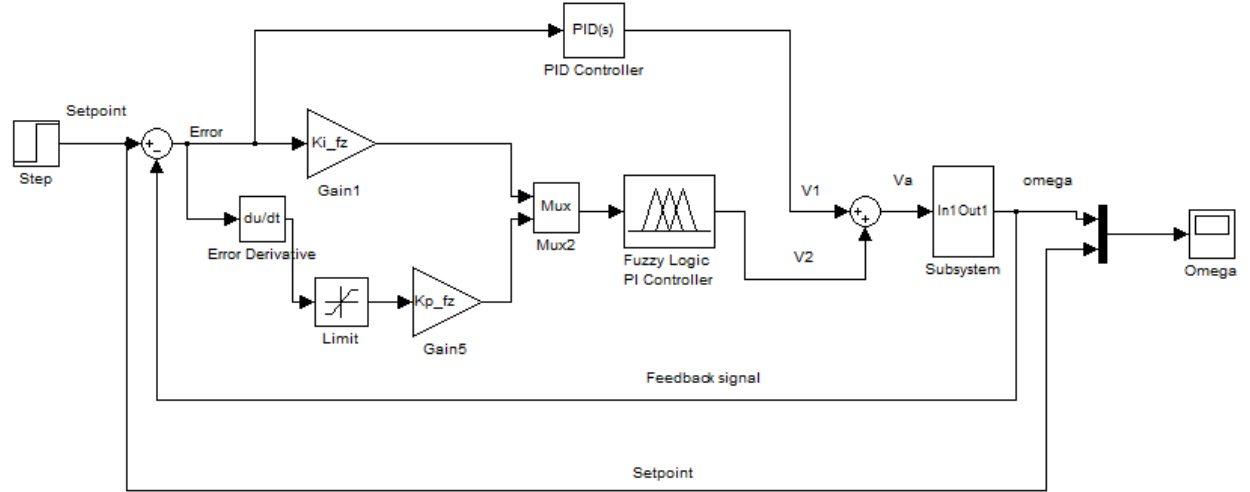 PID(s)
PID Controller
Setpoint
Step
+
−
Error
Ki_fz
Gain1
du/dt
Error Derivative
Limit
Kp_fz
Gain5
Mux
Mux2
Fuzzy Logic
PI Controller
V1
V2
+
+
Va
In1Out1
Subsystem
omega
Omega
Feedback signal
Setpoint